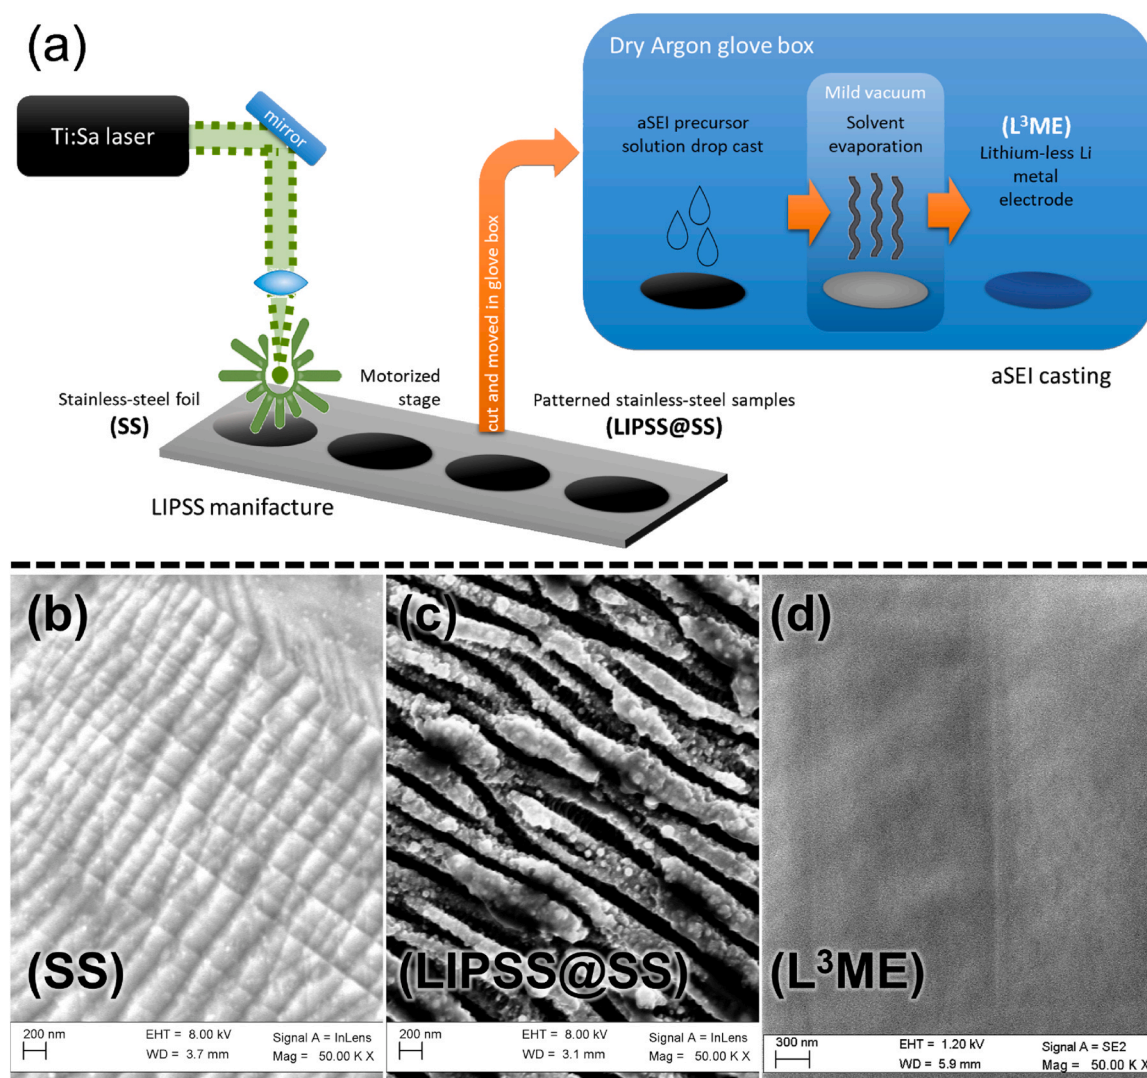 (a)
Ti:Sa laser
mirror
Stainless-steel foil
(SS)
Motorized
stage
LIPSS manifacture
cut and moved in glove box
Patterned stainless-steel samples
(LIPSS@SS)
Dry Argon glove box
aSEI precursor
solution drop cast
Mild vacuum
Solvent
evaporation
(L³ME)
Lithium-less Li
metal
electrode
aSEI casting
(b)
(SS)
200 nm
EHT = 8.00 kV
WD = 3.7 mm
Signal A = InLens
Mag = 50.00 K X
(c)
(LIPSS@SS)
200 nm
EHT = 8.00 kV
WD = 3.1 mm
Signal A = InLens
Mag = 50.00 K X
(d)
(L³ME)
300 nm
EHT = 1.20 kV
WD = 5.9 mm
Signal A = SE2
Mag = 50.00 K X